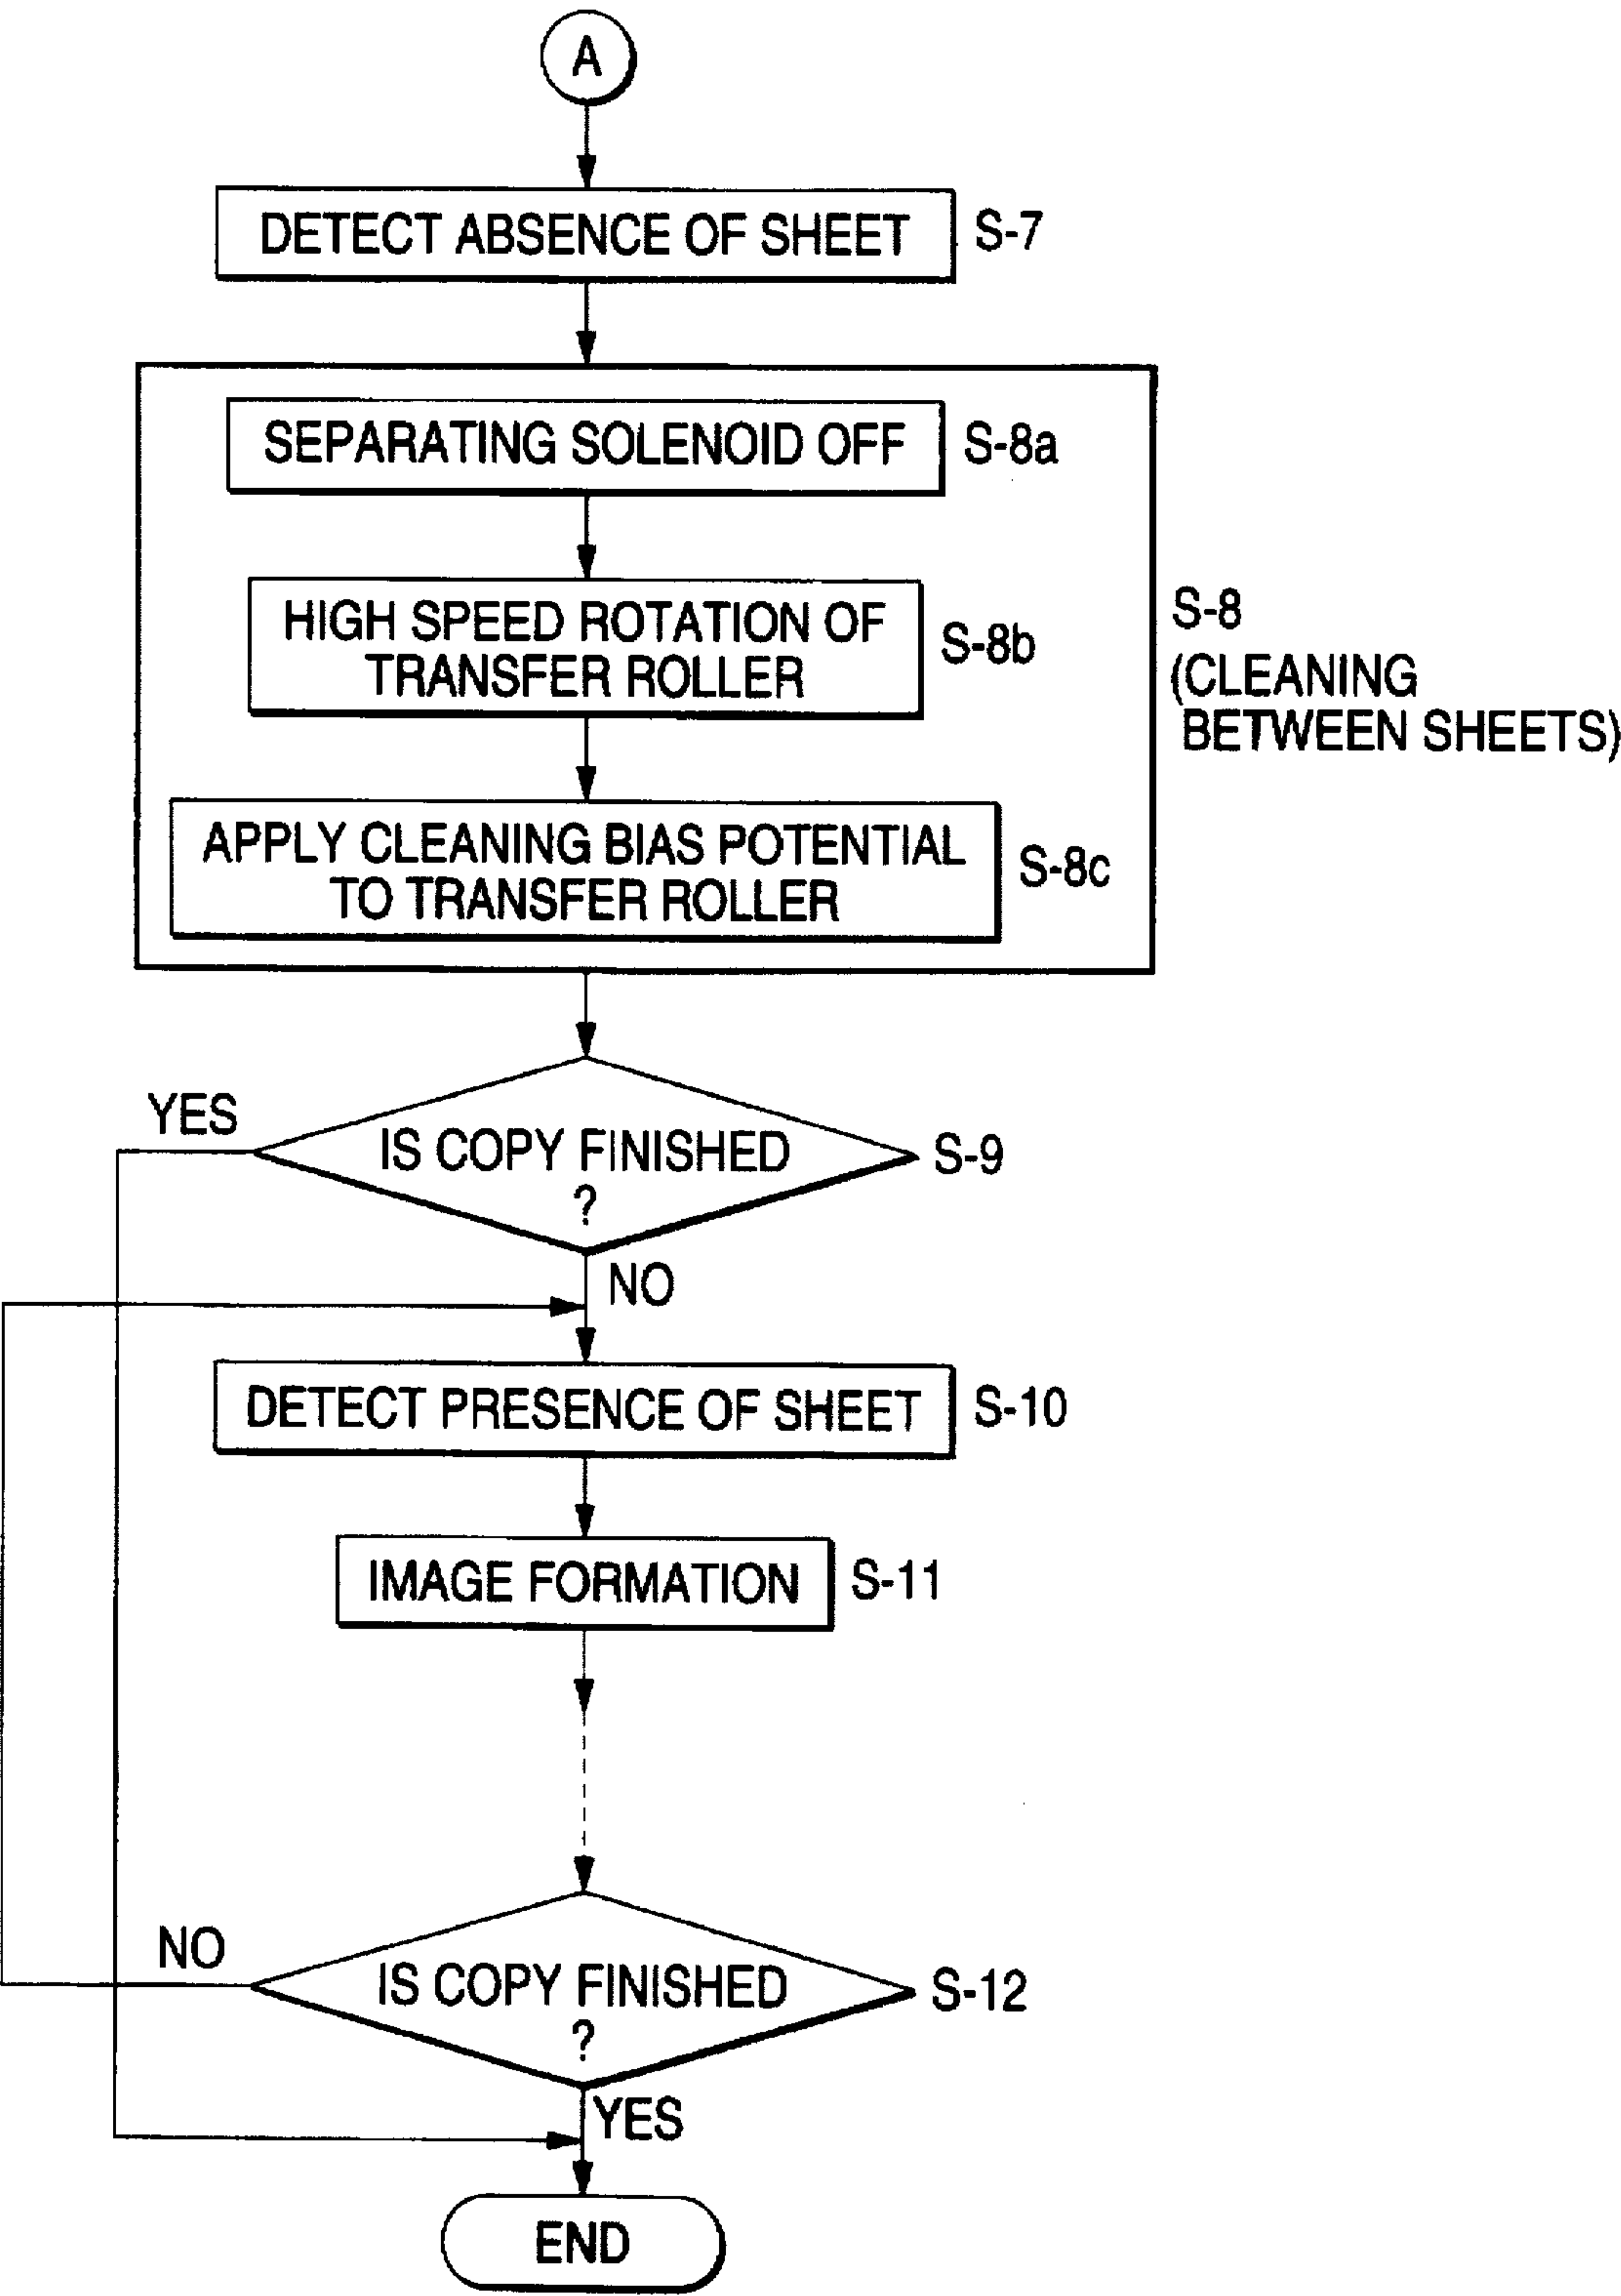 A
DETECT ABSENCE OF SHEET
S-7
SEPARATING SOLENOID OFF
S-8a
HIGH SPEED ROTATION OF
TRANSFER ROLLER
S-8b
APPLY CLEANING BIAS POTENTIAL
TO TRANSFER ROLLER
S-8c
S-8
(CLEANING
BETWEEN SHEETS)
YES
IS COPY FINISHED
?
S-9
NO
DETECT PRESENCE OF SHEET
S-10
IMAGE FORMATION
S-11
NO
IS COPY FINISHED
?
S-12
YES
END